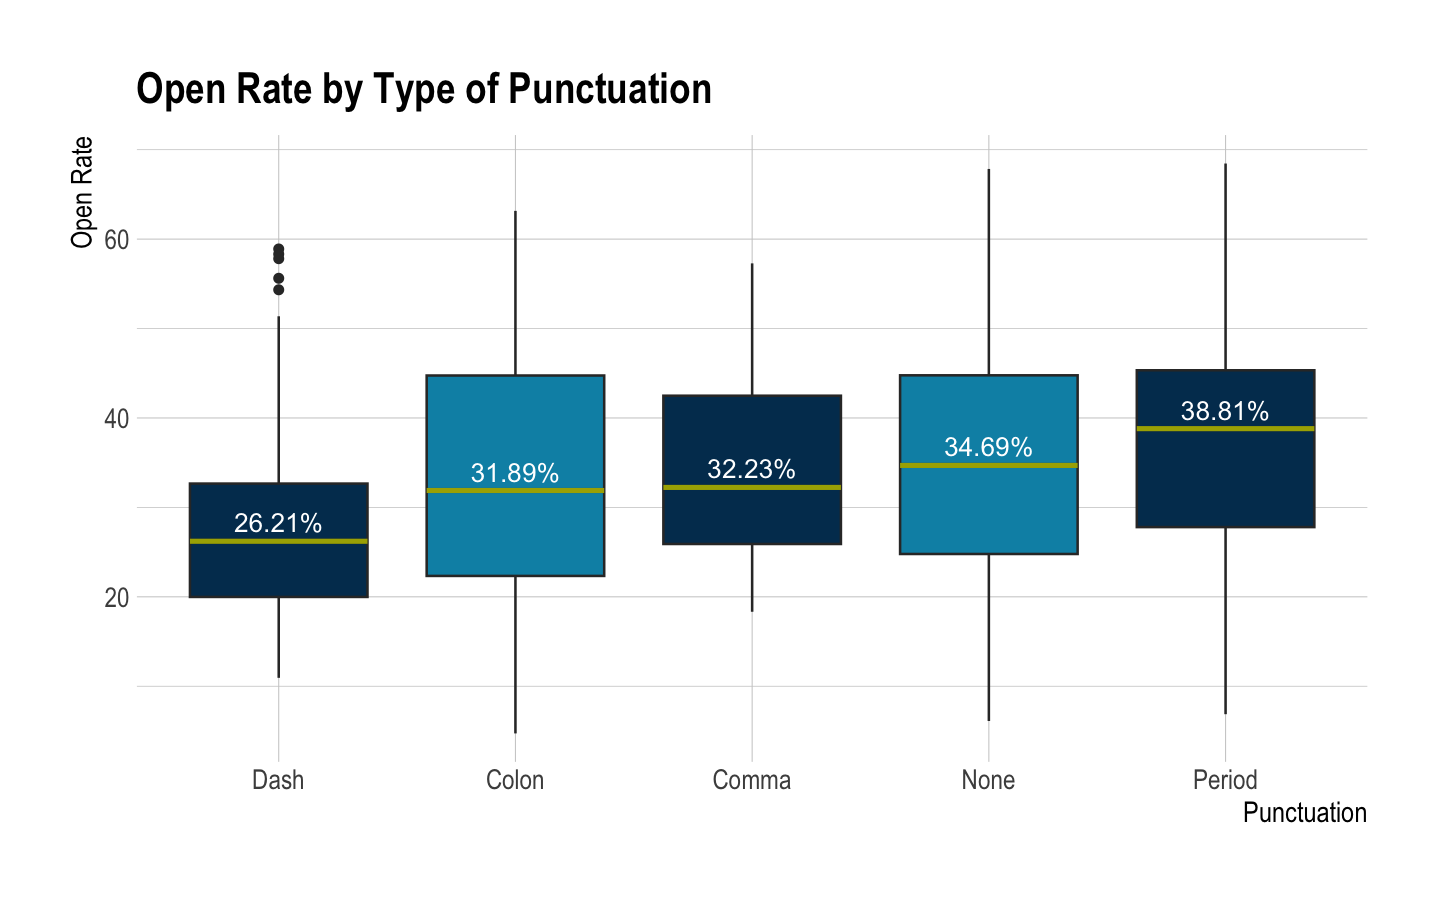 Open Rate by Type of Punctuation
Open Rate
60
40
20
26.21%
31.89%
32.23%
34.69%
38.81%
Dash
Colon
Comma
None
Period
Punctuation